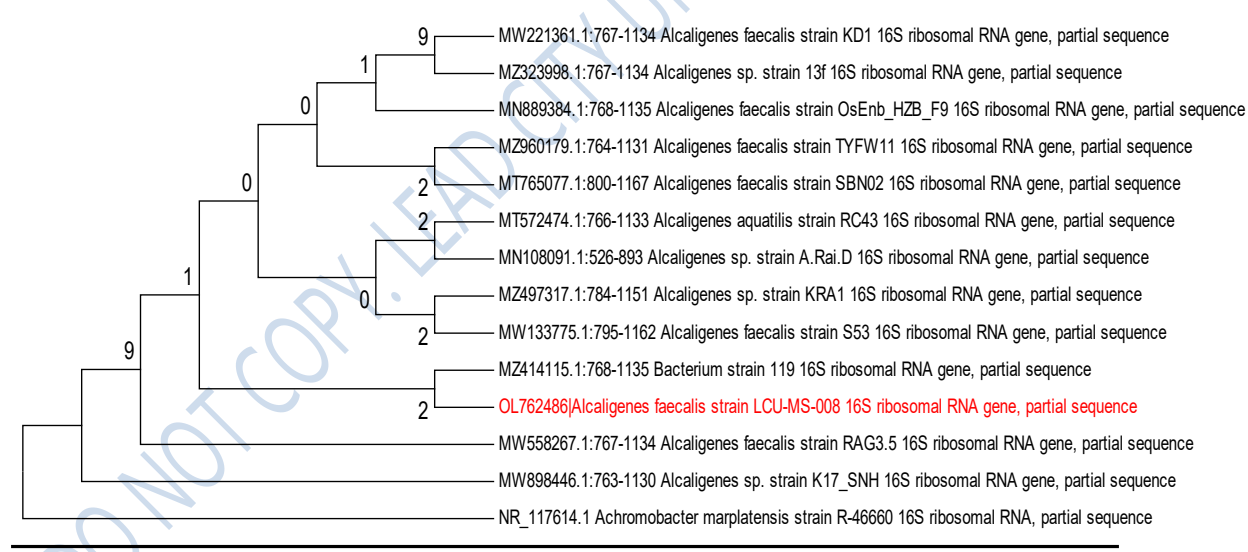 9
MW221361.1:767-1134 Alcaligenes faecalis strain KD1 16S ribosomal RNA gene, partial sequence
1
MZ323998.1:767-1134 Alcaligenes sp. strain 13f 16S ribosomal RNA gene, partial sequence
0
MN889384.1:768-1135 Alcaligenes faecalis strain OsEnb_HZB_F9 16S ribosomal RNA gene, partial sequence
MZ960179.1:764-1131 Alcaligenes faecalis strain TYFW11 16S ribosomal RNA gene, partial sequence
0
2
MT765077.1:800-1167 Alcaligenes faecalis strain SBN02 16S ribosomal RNA gene, partial sequence
2
MT572474.1:766-1133 Alcaligenes aquatilis strain RC43 16S ribosomal RNA gene, partial sequence
MN108091.1:526-893 Alcaligenes sp. strain A.Rai.D 16S ribosomal RNA gene, partial sequence
1
0
MZ497317.1:784-1151 Alcaligenes sp. strain KRA1 16S ribosomal RNA gene, partial sequence
2
MW133775.1:795-1162 Alcaligenes faecalis strain S53 16S ribosomal RNA gene, partial sequence
9
MZ414115.1:768-1135 Bacterium strain 119 16S ribosomal RNA gene, partial sequence
2
OL762486|Alcaligenes faecalis strain LCU-MS-008 16S ribosomal RNA gene, partial sequence
MW558267.1:767-1134 Alcaligenes faecalis strain RAG3.5 16S ribosomal RNA gene, partial sequence
MW898446.1:763-1130 Alcaligenes sp. strain K17_SNH 16S ribosomal RNA gene, partial sequence
NR_117614.1 Achromobacter marplatensis strain R-46660 16S ribosomal RNA, partial sequence
DO NOT COPY. LEAD CITY